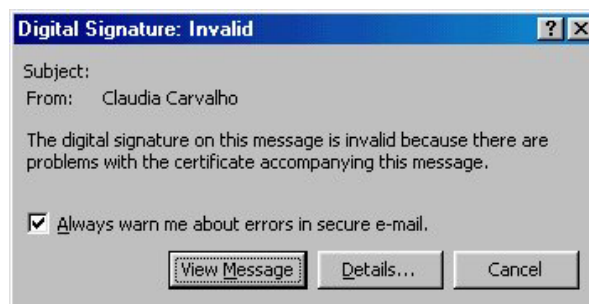 Digital Signature: Invalid
Subject:
From: Claudia Carvalho
The digital signature on this message is invalid because there are
problems with the certificate accompanying this message.
Always warn me about errors in secure e-mail.
View Message Details... Cancel